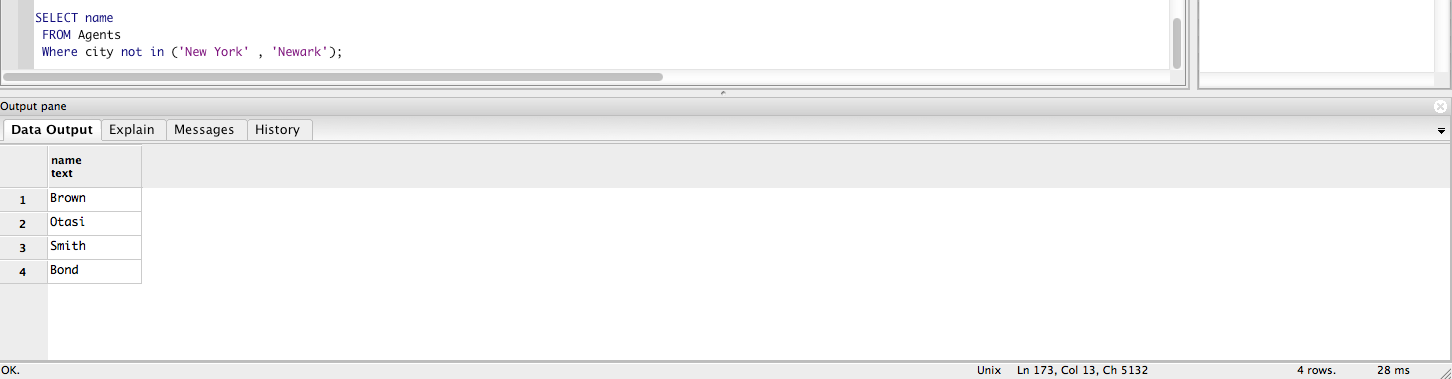 SELECT name
FROM Agents
Where city not in ('New York' , 'Newark');
Output pane
Data Output Explain Messages History
name
text
1 Brown
2 Otasi
3 Smith
4 Bond
OK. Unix Ln 173, Col 13, Ch 5132 4 rows. 28 ms